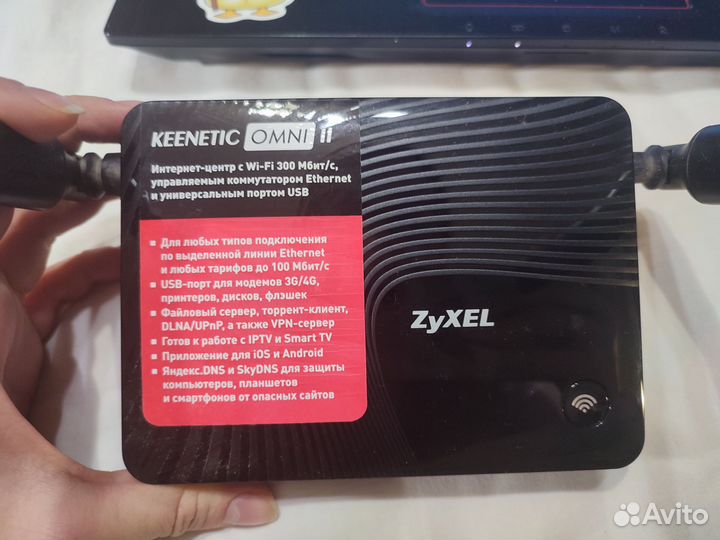 KEENETIC OMNI II
Интернет-центр с Wi-Fi 300 Мбит/с,
управляемым коммутатором Ethernet
и универсальным портом USB
▪ Для любых типов подключения
по выделенной линии Ethernet
и любых тарифов до 100 Мбит/с
▪ USB-порт для модемов 3G/4G,
принтеров, дисков, флэшек
▪ Файловый сервер, торрент-клиент,
DLNA/UPnP, а также VPN-сервер
▪ Готов к работе с IPTV и Smart TV
▪ Приложение для iOS и Android
▪ Яндекс.DNS и SkyDNS для защиты
компьютеров, планшетов
и смартфонов от опасных сайтов
ZyXEL
Avito